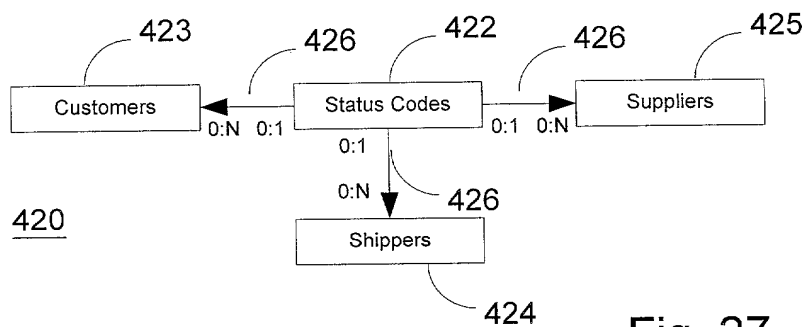 423
426
422
426
425
Customers
Status Codes
Suppliers
0:N 0:1
0:1 0:N
0:1
0:N
426
420
Shippers
424